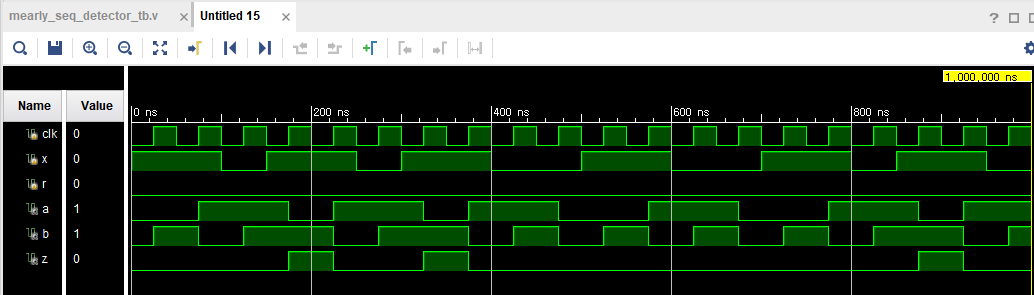 mearly_seq_detector_tb.v × Untitled 15 ×
?
1,000,000 ns
Name Value
0 ns 200 ns 400 ns 600 ns 800 ns
clk 0
x 0
r 0
a 1
b 1
z 0